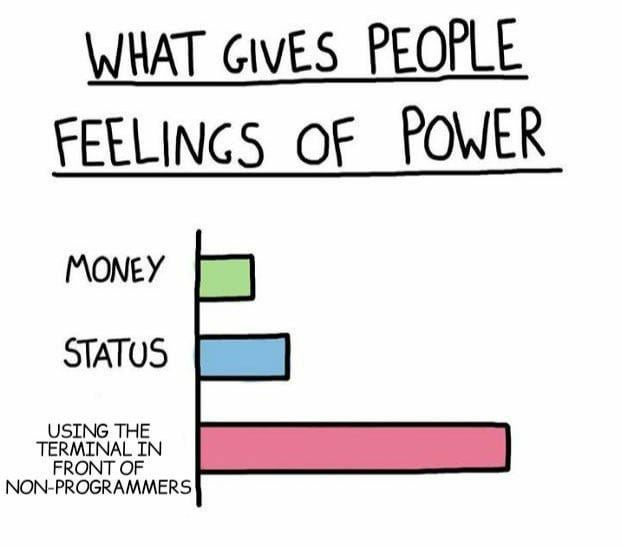 WHAT GIVES PEOPLE
FEELINGS OF POWER
MONEY
STATUS
USING THE
TERMINAL IN
FRONT OF
NON-PROGRAMMERS